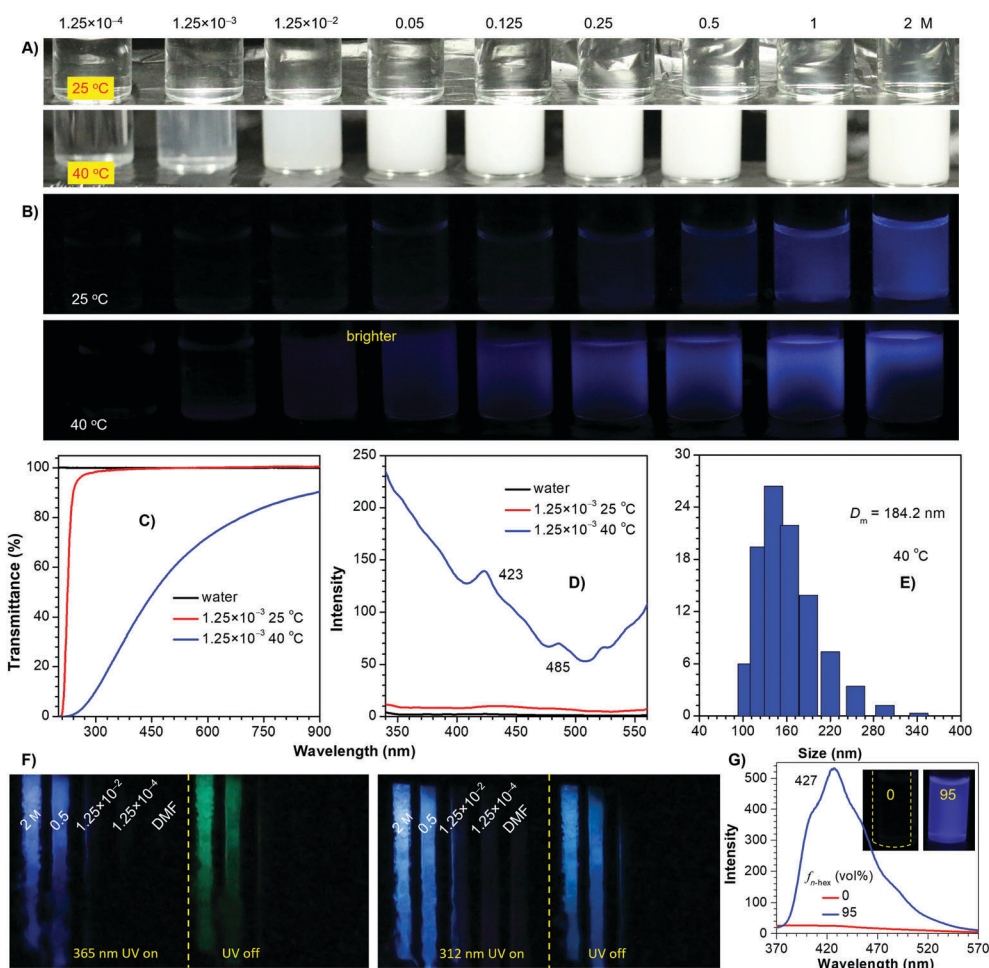 1.25×10⁻⁴ 1.25×10⁻³ 1.25×10⁻² 0.05 0.125 0.25 0.5 1 2 M
A)
25 °C
40 °C
B)
25 °C
brighter
40 °C
100
80
60
40
20
0
Transmittance (%)
C)
water
1.25×10⁻³ 25 °C
1.25×10⁻³ 40 °C
300 450 600 750 900
250
200
150
100
50
0
Intensity
water
1.25×10⁻³ 25 °C
1.25×10⁻³ 40 °C
423
D)
485
400 450 500 550
Wavelength (nm)
30
24
18
12
6
0
Dm = 184.2 nm
40 °C
E)
40 100 160 220 280 340 400
Size (nm)
F)
2 M 0.5 1.25×10⁻² 1.25×10⁻⁴ DMF
365 nm UV on UV off
2 M 0.5 1.25×10⁻² 1.25×10⁻⁴ DMF
312 nm UV on UV off
G)
500
400
300
200
100
0
Intensity
427
0 95
fn-hex (vol%)
0
95
370 420 470 520 570
Wavelength (nm)